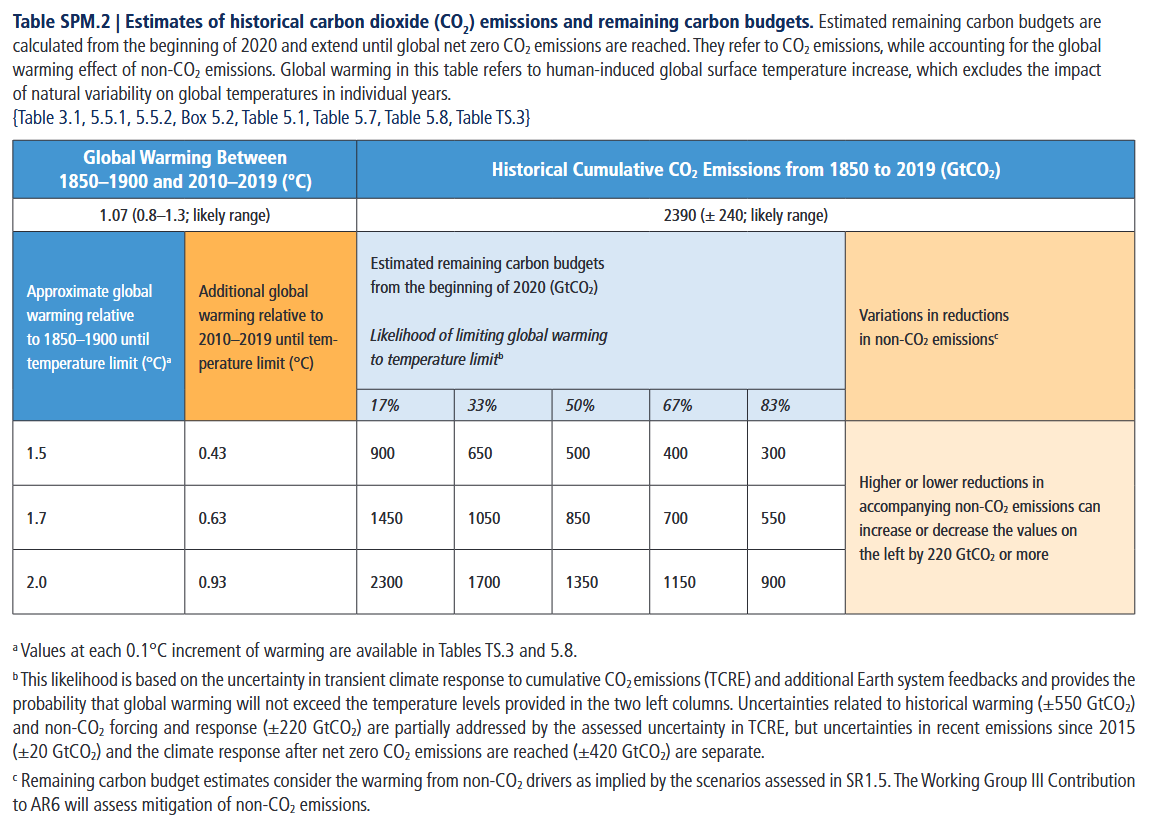 Table SPM.2 | Estimates of historical carbon dioxide (CO₂) emissions and remaining carbon budgets. Estimated remaining carbon budgets are
calculated from the beginning of 2020 and extend until global net zero CO₂ emissions are reached. They refer to CO₂ emissions, while accounting for the global
warming effect of non-CO₂ emissions. Global warming in this table refers to human-induced global surface temperature increase, which excludes the impact
of natural variability on global temperatures in individual years.
{Table 3.1, 5.5.1, 5.5.2, Box 5.2, Table 5.1, Table 5.7, Table 5.8, Table TS.3}
Global Warming Between
1850–1900 and 2010–2019 (°C)
Historical Cumulative CO₂ Emissions from 1850 to 2019 (GtCO₂)
1.07 (0.8–1.3; likely range)
2390 (± 240; likely range)
Approximate global
warming relative
to 1850–1900 until
temperature limit (°C)ᵃ
Additional global
warming relative to
2010–2019 until tem-
perature limit (°C)
Estimated remaining carbon budgets
from the beginning of 2020 (GtCO₂)
Likelihood of limiting global warming
to temperature limitᵇ
Variations in reductions
in non-CO₂ emissionsᶜ
17% 33% 50% 67% 83%
1.5 0.43 900 650 500 400 300
1.7 0.63 1450 1050 850 700 550
2.0 0.93 2300 1700 1350 1150 900
Higher or lower reductions in
accompanying non-CO₂ emissions can
increase or decrease the values on
the left by 220 GtCO₂ or more
ᵃ Values at each 0.1°C increment of warming are available in Tables TS.3 and 5.8.
ᵇ This likelihood is based on the uncertainty in transient climate response to cumulative CO₂ emissions (TCRE) and additional Earth system feedbacks and provides the
probability that global warming will not exceed the temperature levels provided in the two left columns. Uncertainties related to historical warming (±550 GtCO₂)
and non-CO₂ forcing and response (±220 GtCO₂) are partially addressed by the assessed uncertainty in TCRE, but uncertainties in recent emissions since 2015
(±20 GtCO₂) and the climate response after net zero CO₂ emissions are reached (±420 GtCO₂) are separate.
ᶜ Remaining carbon budget estimates consider the warming from non-CO₂ drivers as implied by the scenarios assessed in SR1.5. The Working Group III Contribution
to AR6 will assess mitigation of non-CO₂ emissions.